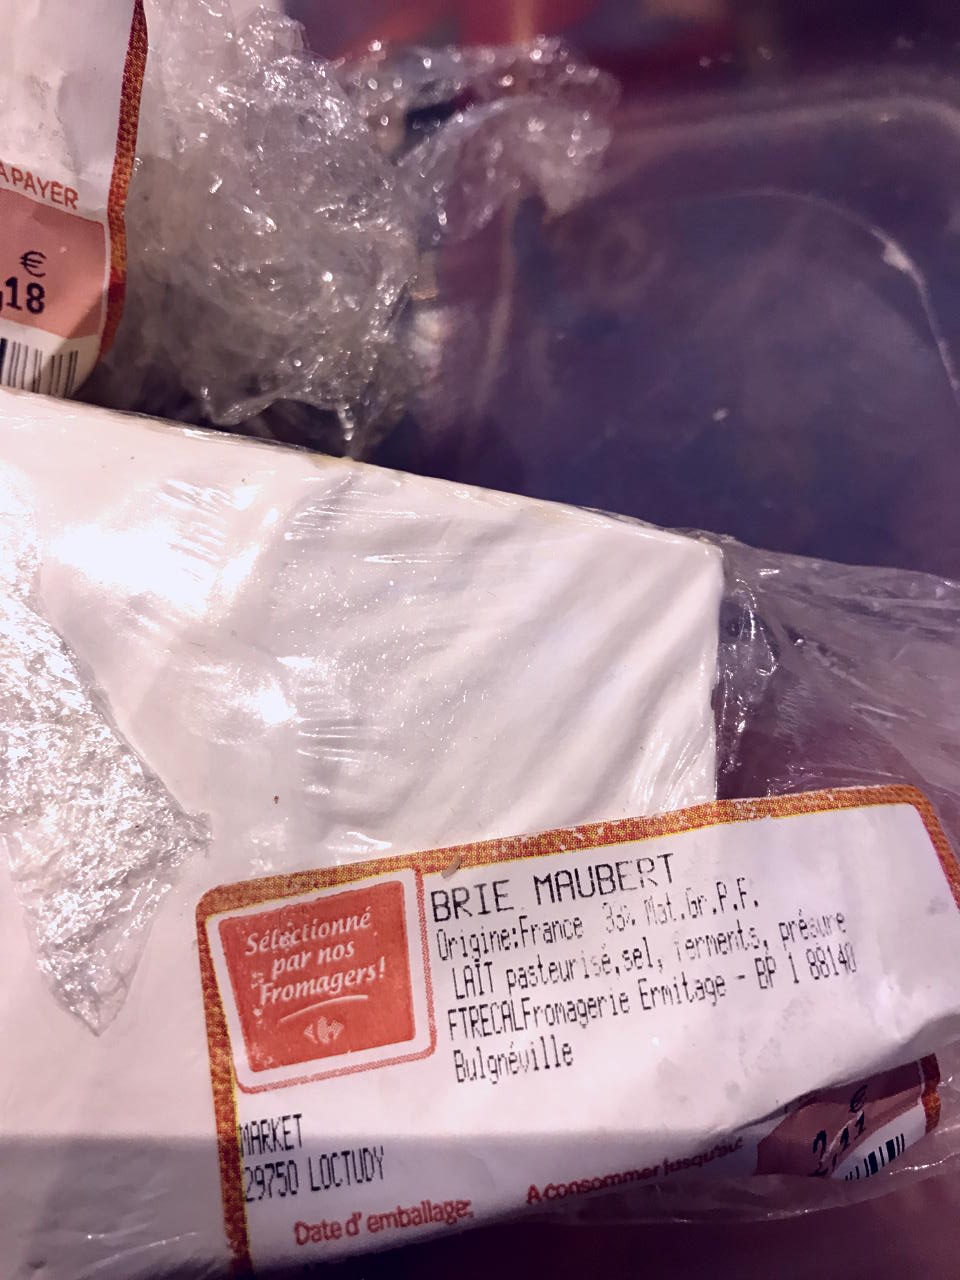 A PAYER
€
,18
BRIE MAUBERT
Origine:France 33% Mat.Gr.P.F.
LAIT pasteurisé,sel, ferments, présure
FTRECALFromagerie Ermitage - BP 1 88140
Bulgnéville
Sélectionné
par nos
Fromagers!
MARKET
29750 LOCTUDY
Date d'emballage:
A consommer jusqu'au:
€